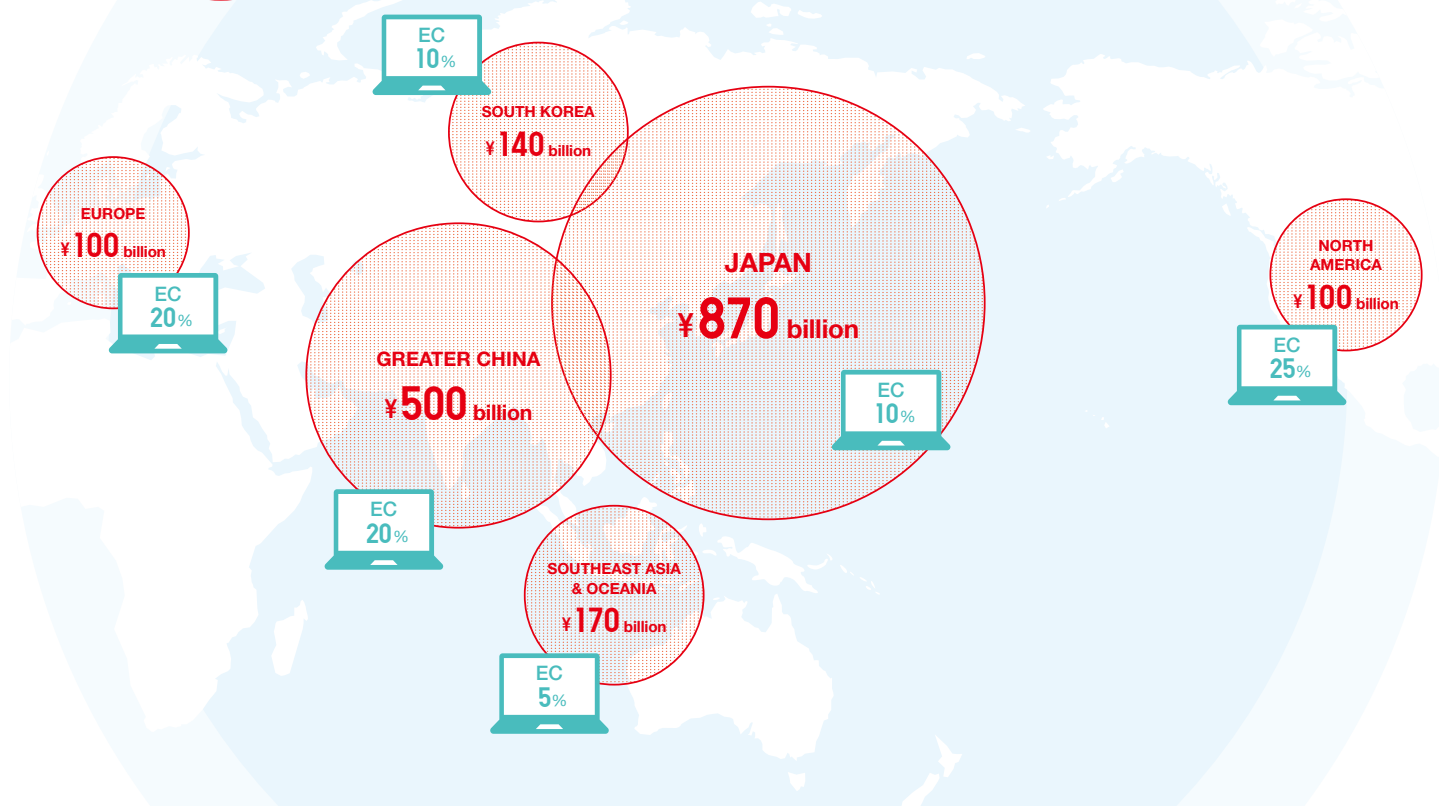 EC
10%
SOUTH KOREA
¥140 billion
EUROPE
¥100 billion
EC
20%
JAPAN
¥870 billion
EC
10%
NORTH
AMERICA
¥100 billion
EC
25%
GREATER CHINA
¥500 billion
EC
20%
SOUTHEAST ASIA
& OCEANIA
¥170 billion
EC
5%